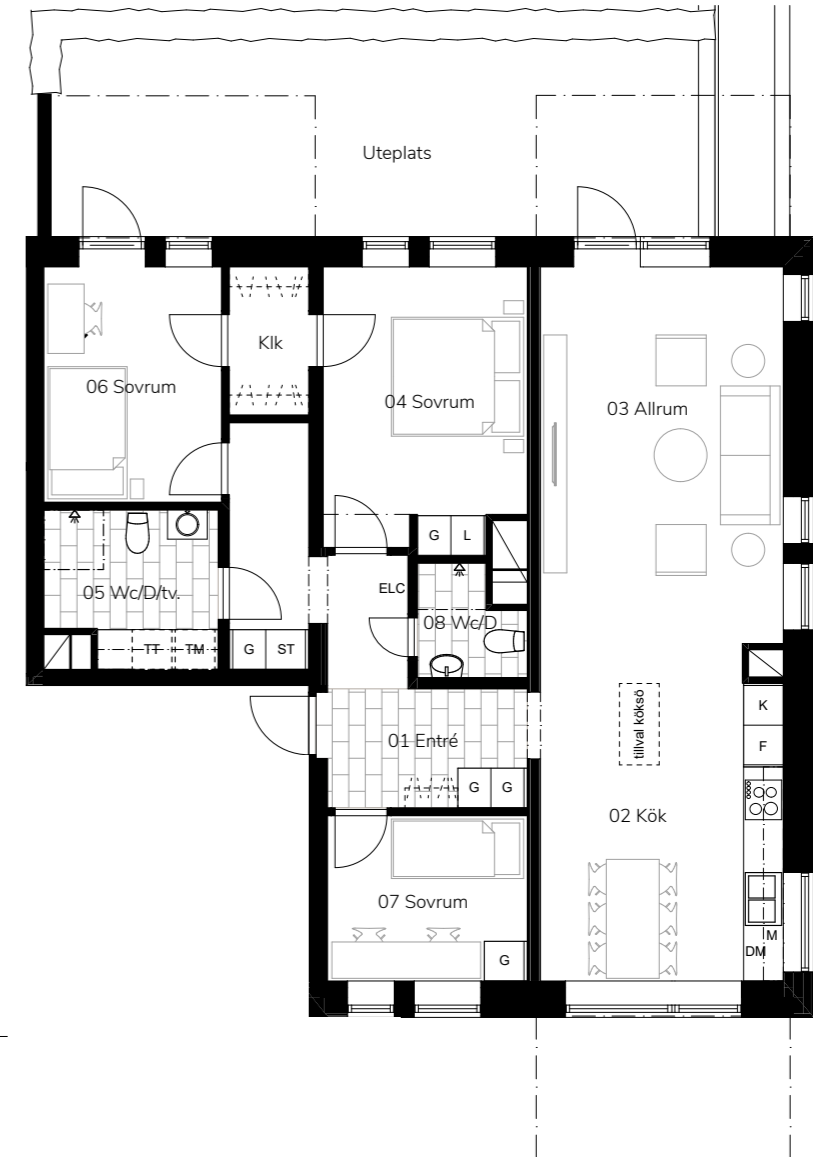 Uteplats
Klk
06 Sovrum
04 Sovrum
03 Allrum
G L
ELC
05 Wc/D/tv.
08 Wc/D
TT TM G ST
K
tillval köksö
01 Entré
F
G G
02 Kök
07 Sovrum
M
DM
G